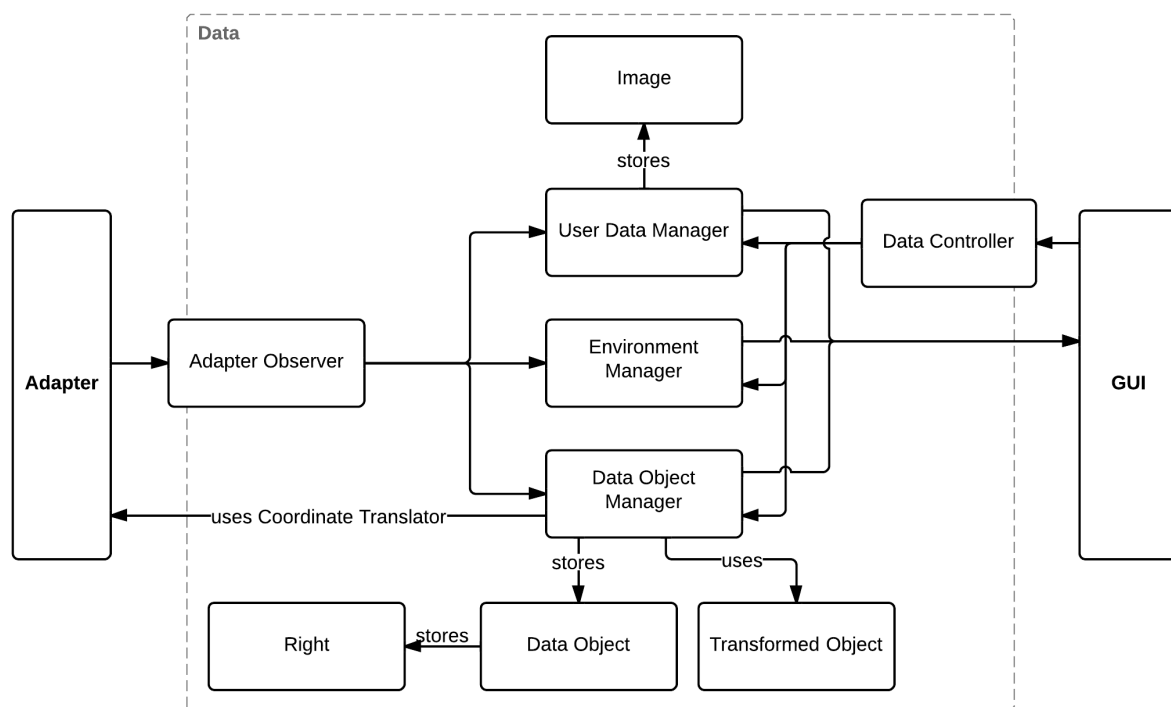 Data
Image
stores
User Data Manager
Data Controller
Adapter Observer
Environment
Manager
Adapter
GUI
Data Object
Manager
uses Coordinate Translator
stores
uses
Right
stores
Data Object
Transformed Object